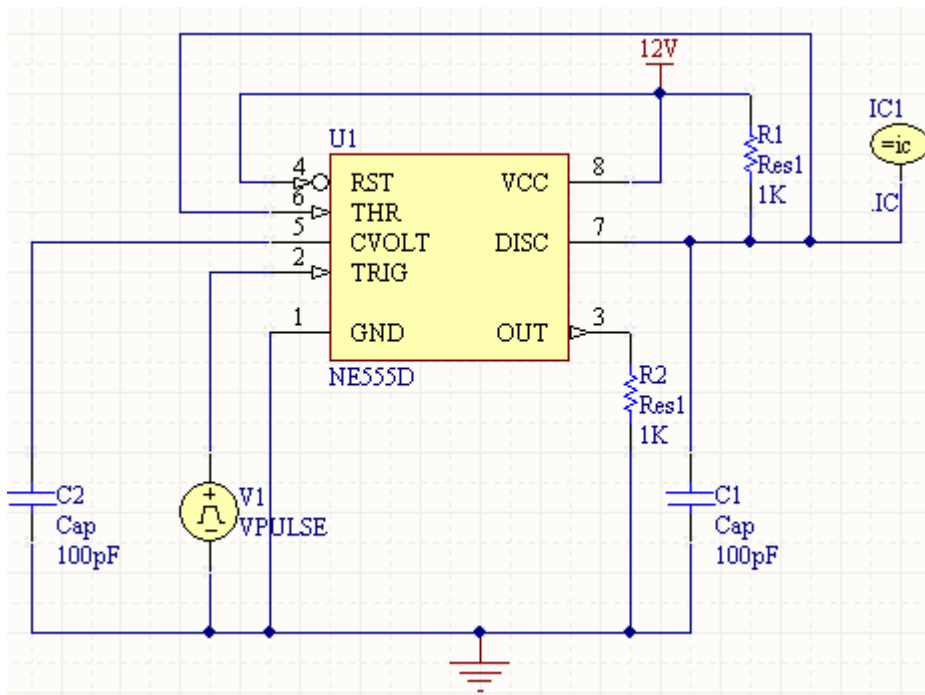 12V
IC1
=ic
.IC
U1
R1
Res1
1K
4
RST
VCC
8
6
THR
5
CVOLT
DISC
7
2
TRIG
1
GND
OUT
3
NE555D
R2
Res1
1K
C2
Cap
100pF
V1
VPULSE
C1
Cap
100pF